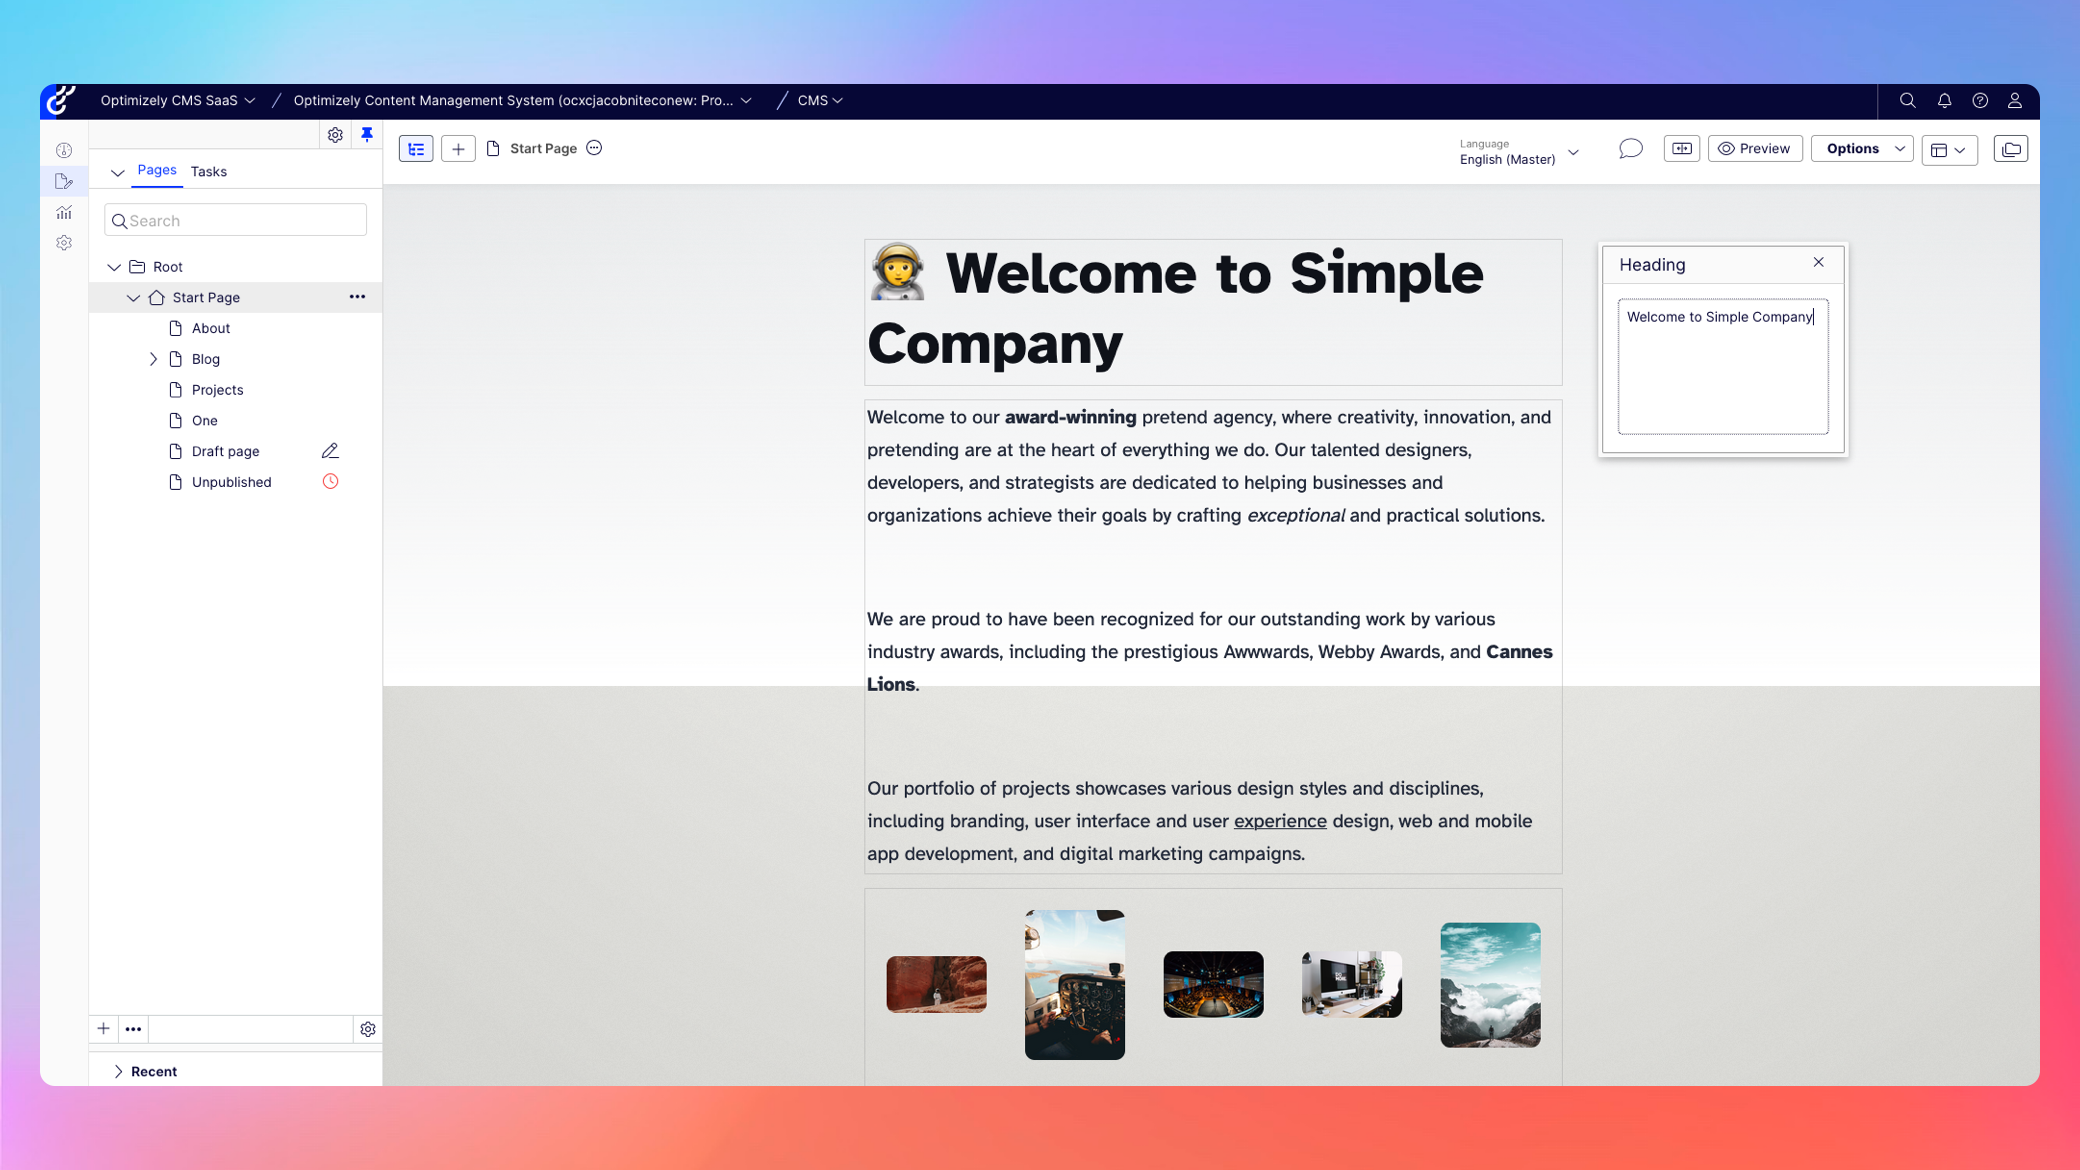 Optimizely CMS SaaS / Optimizely Content Management System (ocxcjacobniteconew: Pro... / CMS
Pages Tasks
Search
Root
Start Page
About
Blog
Projects
One
Draft page
Unpublished
Recent
Start Page
Language
English (Master)
Preview
Options
Welcome to Simple
Company
Welcome to our award-winning pretend agency, where creativity, innovation, and
pretending are at the heart of everything we do. Our talented designers,
developers, and strategists are dedicated to helping businesses and
organizations achieve their goals by crafting exceptional and practical solutions.
We are proud to have been recognized for our outstanding work by various
industry awards, including the prestigious Awwwards, Webby Awards, and Cannes
Lions.
Our portfolio of projects showcases various design styles and disciplines,
including branding, user interface and user experience design, web and mobile
app development, and digital marketing campaigns.
Heading
Welcome to Simple Company